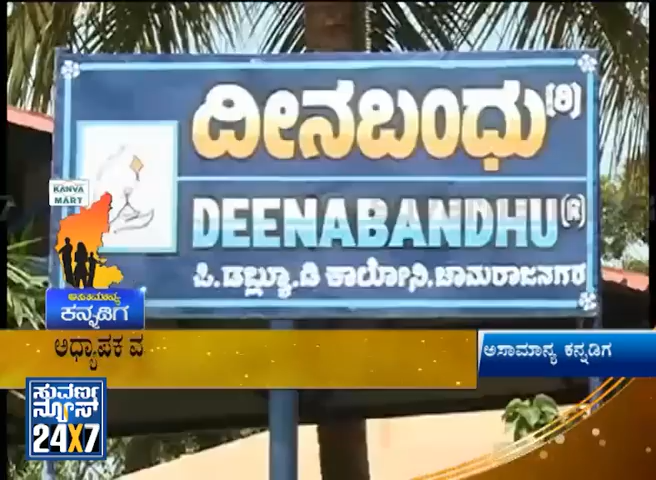 ದೀನಬಂಧು(ರಿ)
DEENABANDHU(R)
ಪಿ.ಡಬ್ಲ್ಯೂ.ಡಿ ಕಾಲೋನಿ.ಚಾಮರಾಜನಗರ
KANVA
MART
ಅಸಾಮಾನ್ಯ
ಕನ್ನಡಿಗ
ಅಧ್ಯಾಪಕ ವ
ಅಸಾಮಾನ್ಯ ಕನ್ನಡಿಗ
ಸುವರ್ಣ
ನ್ಯೂಸ್
24X7